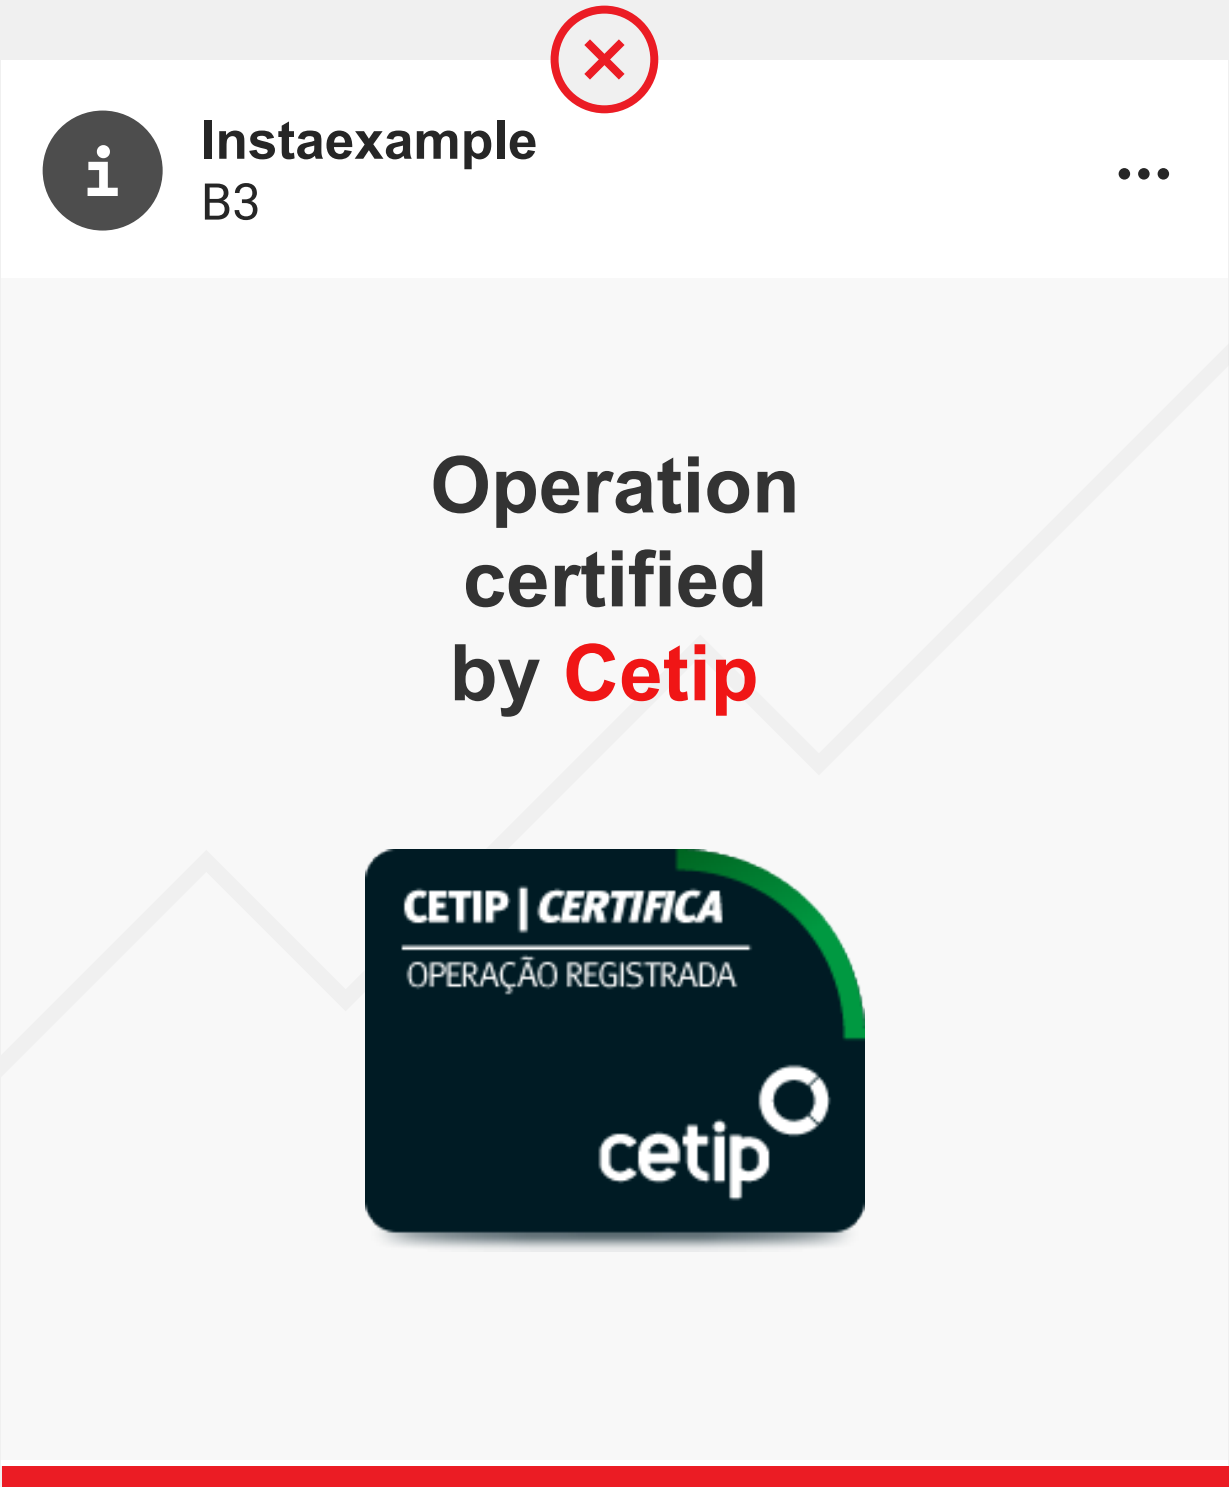 Instaexample
B3
Operation
certified
by Cetip
CETIP | CERTIFICA
OPERAÇÃO REGISTRADA
cetip